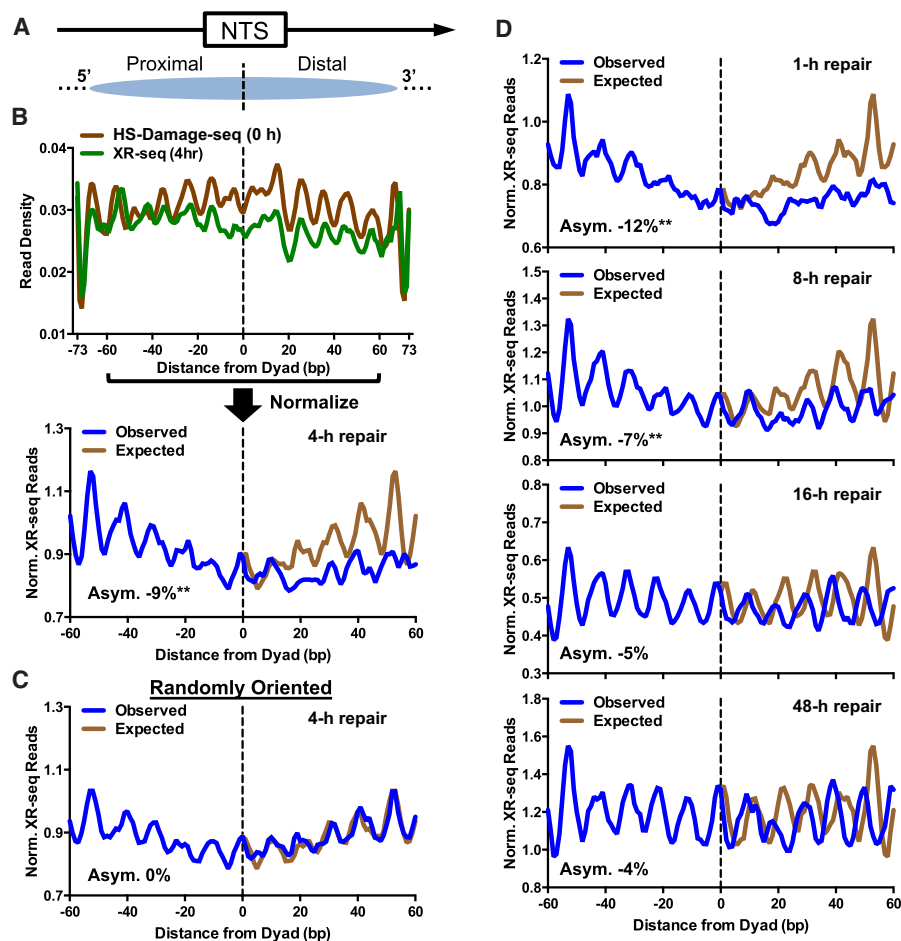 A
NTS
Proximal
Distal
5’
3’
B
HS-Damage-seq (0 h)
XR-seq (4hr)
Read Density
0.04
0.03
0.02
0.01
-73
-60
-40
-20
0
20
40
60
73
Distance from Dyad (bp)
Normalize
Observed
Expected
4-h repair
Norm. XR-seq Reads
1.3
1.1
0.9
0.7
Asym. -9%**
-60
-40
-20
0
20
40
60
Distance from Dyad (bp)
C
Randomly Oriented
Observed
Expected
4-h repair
Norm. XR-seq Reads
1.3
1.1
0.9
0.7
Asym. 0%
-60
-40
-20
0
20
40
60
Distance from Dyad (bp)
D
Observed
Expected
1-h repair
Norm. XR-seq Reads
1.2
1.0
0.8
0.6
Asym. -12%**
Observed
Expected
8-h repair
Norm. XR-seq Reads
1.5
1.4
1.3
1.2
1.1
1.0
0.9
0.8
Asym. -7%**
Observed
Expected
16-h repair
Norm. XR-seq Reads
0.8
0.7
0.6
0.5
0.4
0.3
Asym. -5%
Observed
Expected
48-h repair
Norm. XR-seq Reads
1.8
1.6
1.4
1.2
1.0
0.8
Asym. -4%
-60
-40
-20
0
20
40
60
Distance from Dyad (bp)